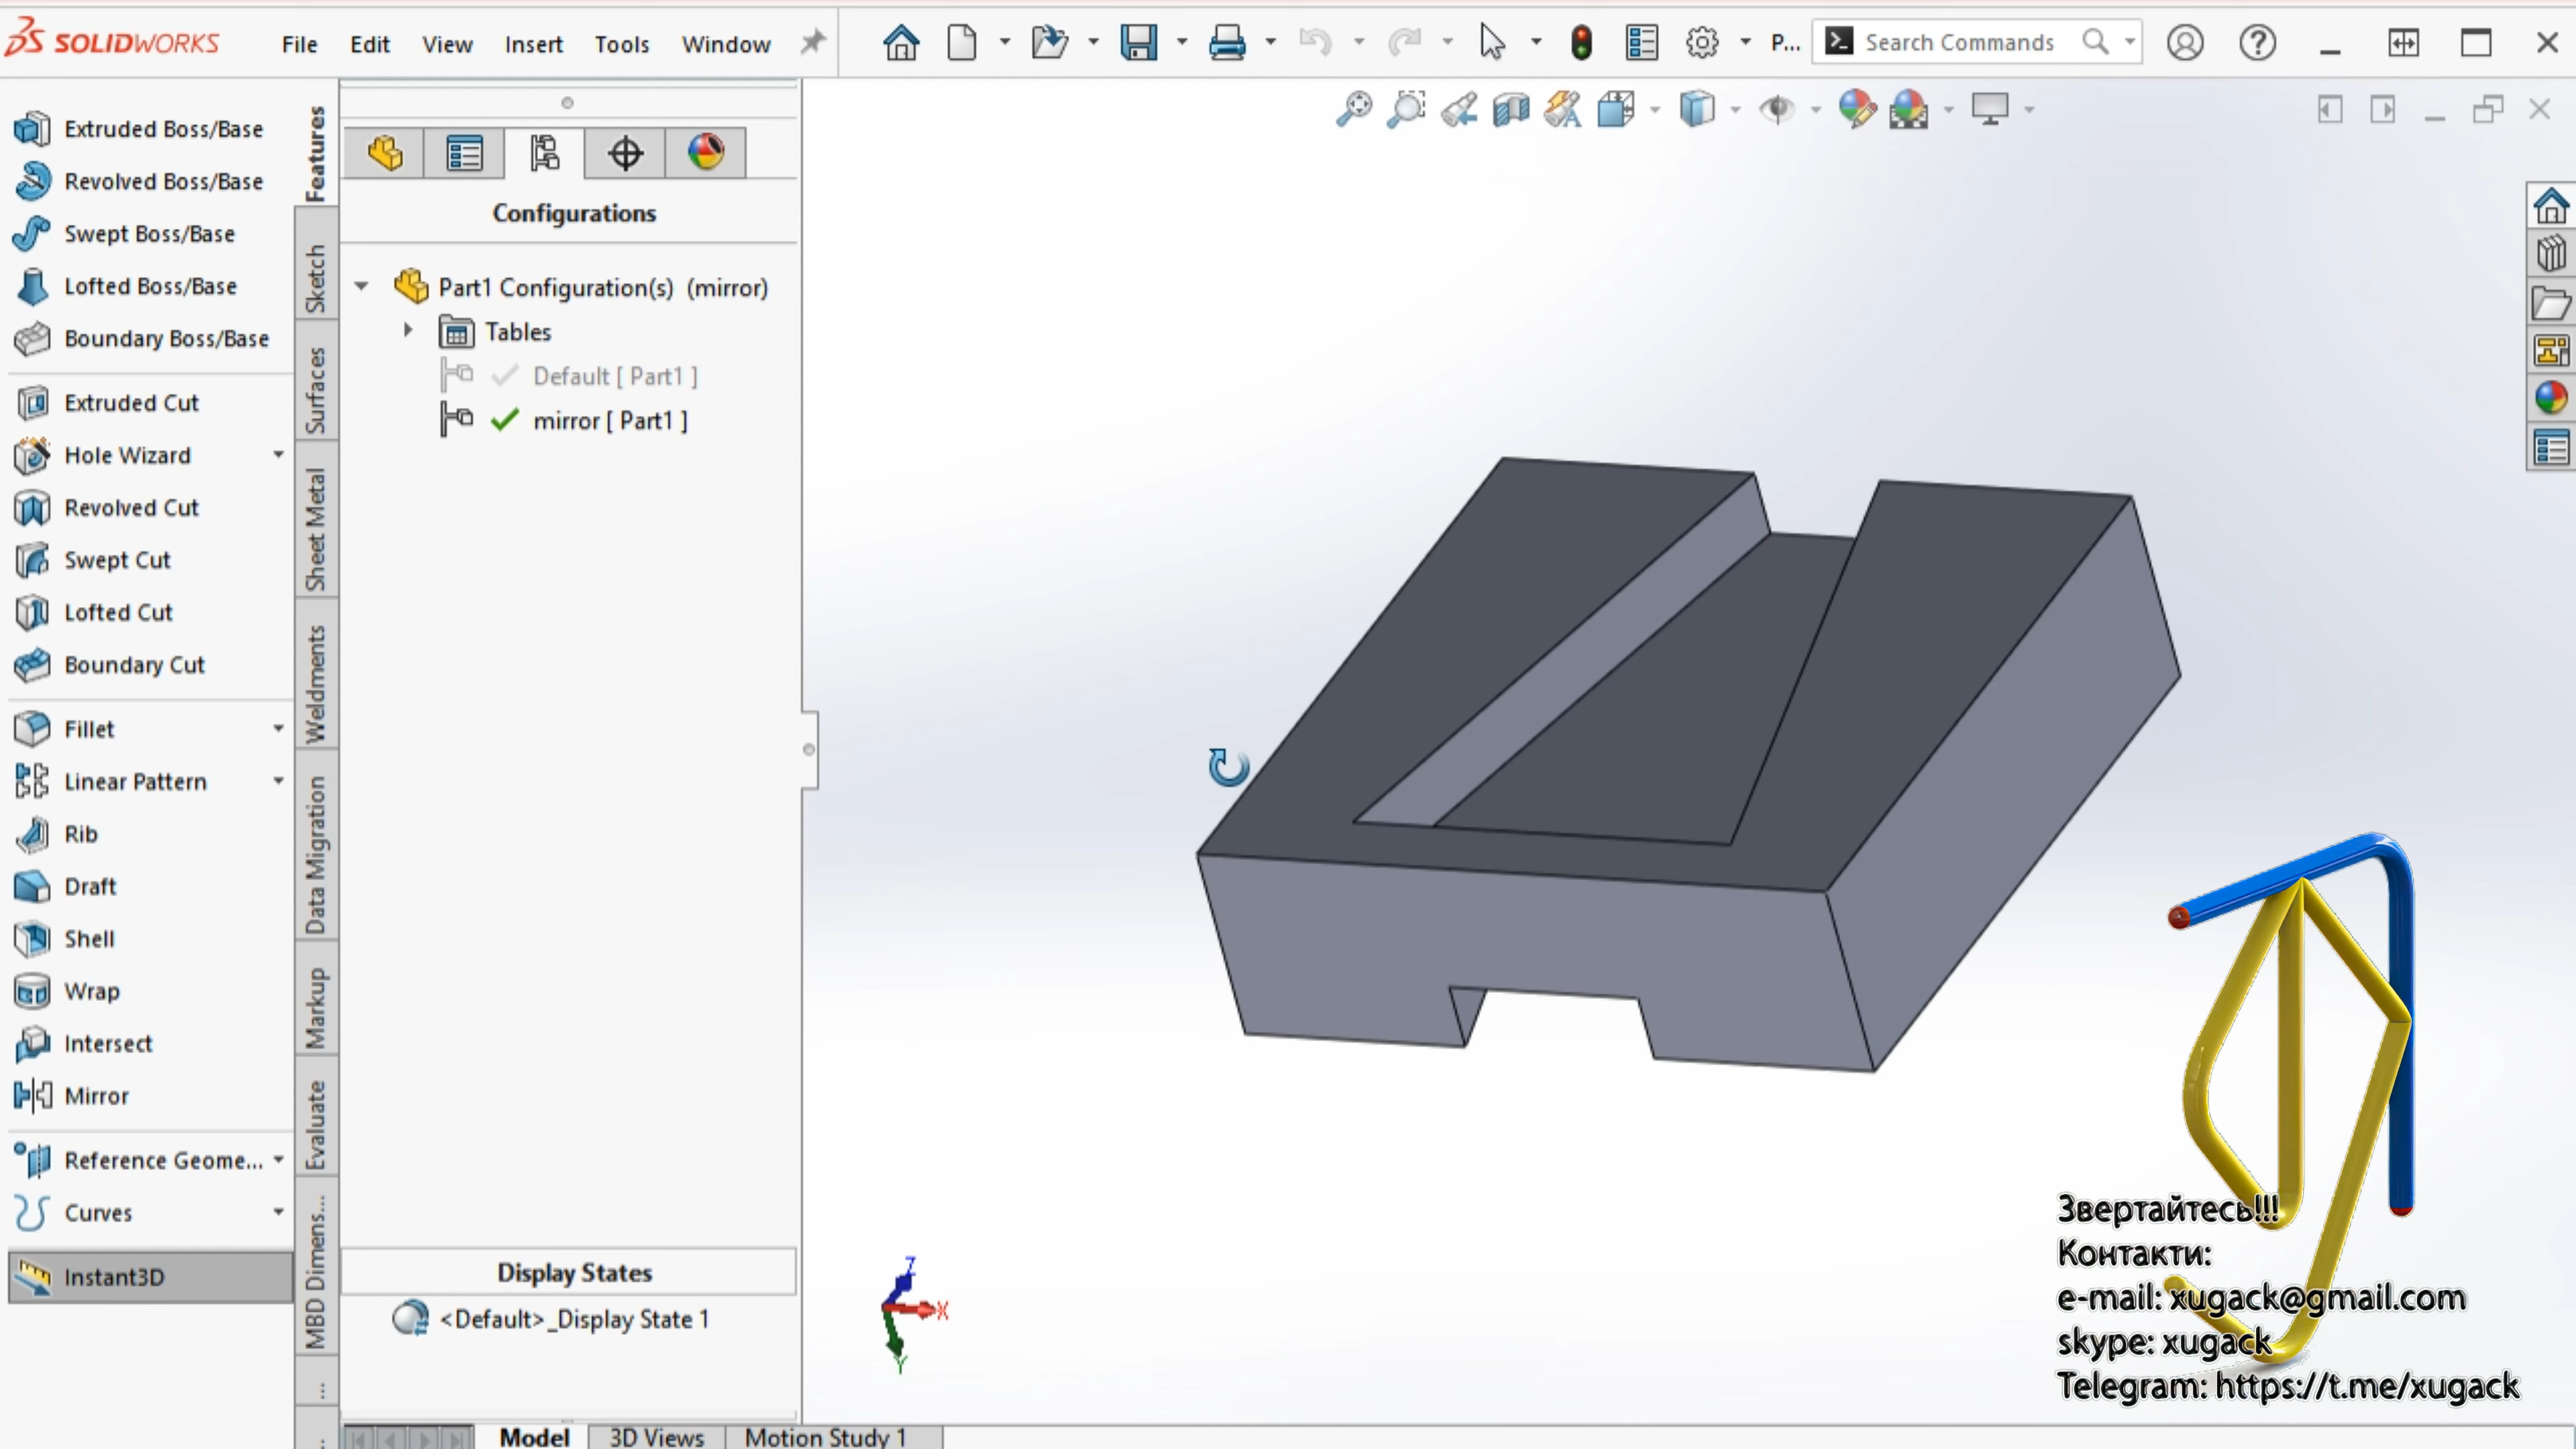 SOLIDWORKS
File Edit View Insert Tools Window
P...
Search Commands
Extruded Boss/Base
Revolved Boss/Base
Swept Boss/Base
Lofted Boss/Base
Boundary Boss/Base
Extruded Cut
Hole Wizard
Revolved Cut
Swept Cut
Lofted Cut
Boundary Cut
Fillet
Linear Pattern
Rib
Draft
Shell
Wrap
Intersect
Mirror
Reference Geome...
Curves
Instant3D
Features
Sketch
Surfaces
Sheet Metal
Weldments
Data Migration
Markup
Evaluate
MBD Dimens...
...
Configurations
Part1 Configuration(s) (mirror)
Tables
Default [ Part1 ]
mirror [ Part1 ]
Display States
<Default>_Display State 1
Z
X
Y
Звертайтесь!!!
Контакти:
e-mail: xugack@gmail.com
skype: xugack
Telegram: https://t.me/xugack
Model 3D Views Motion Study 1